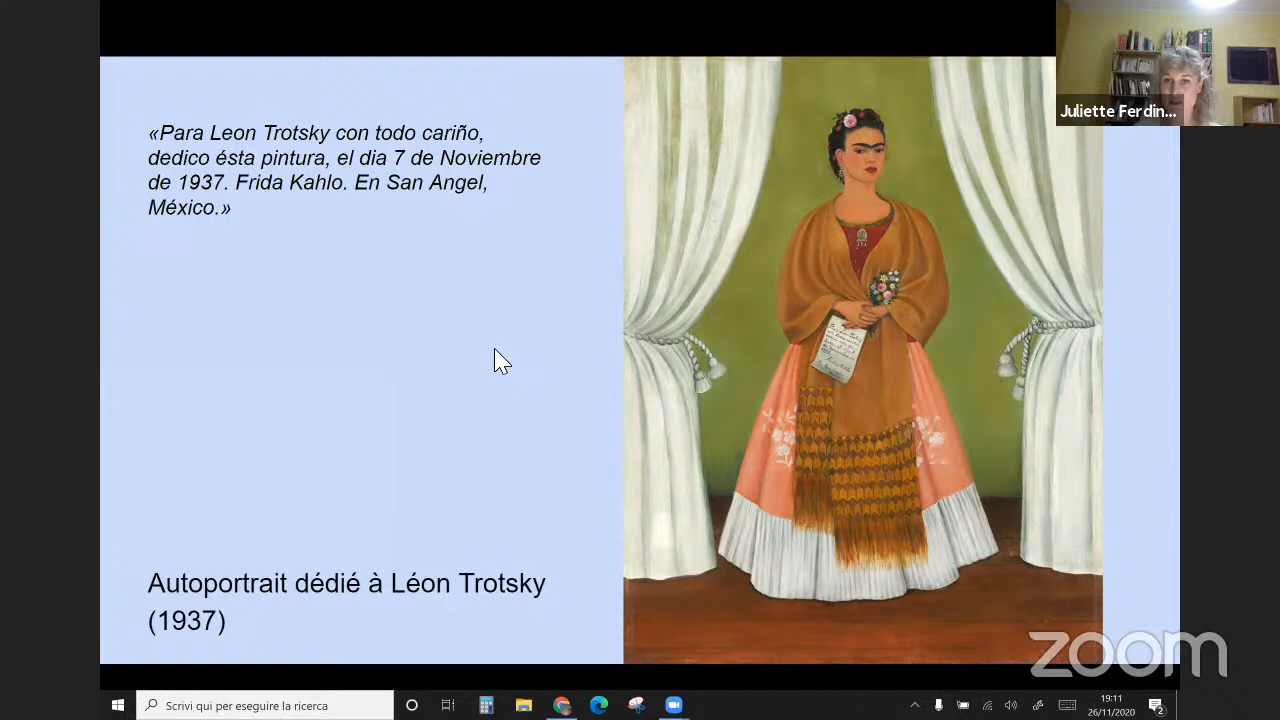 «Para Leon Trotsky con todo cariño,
dedico ésta pintura, el dia 7 de Noviembre
de 1937. Frida Kahlo. En San Angel,
México.»
Autoportrait dédié à Léon Trotsky
(1937)
Juliette Ferdin...
zoom
Scrivi qui per eseguire la ricerca
19:11
26/11/2020
2